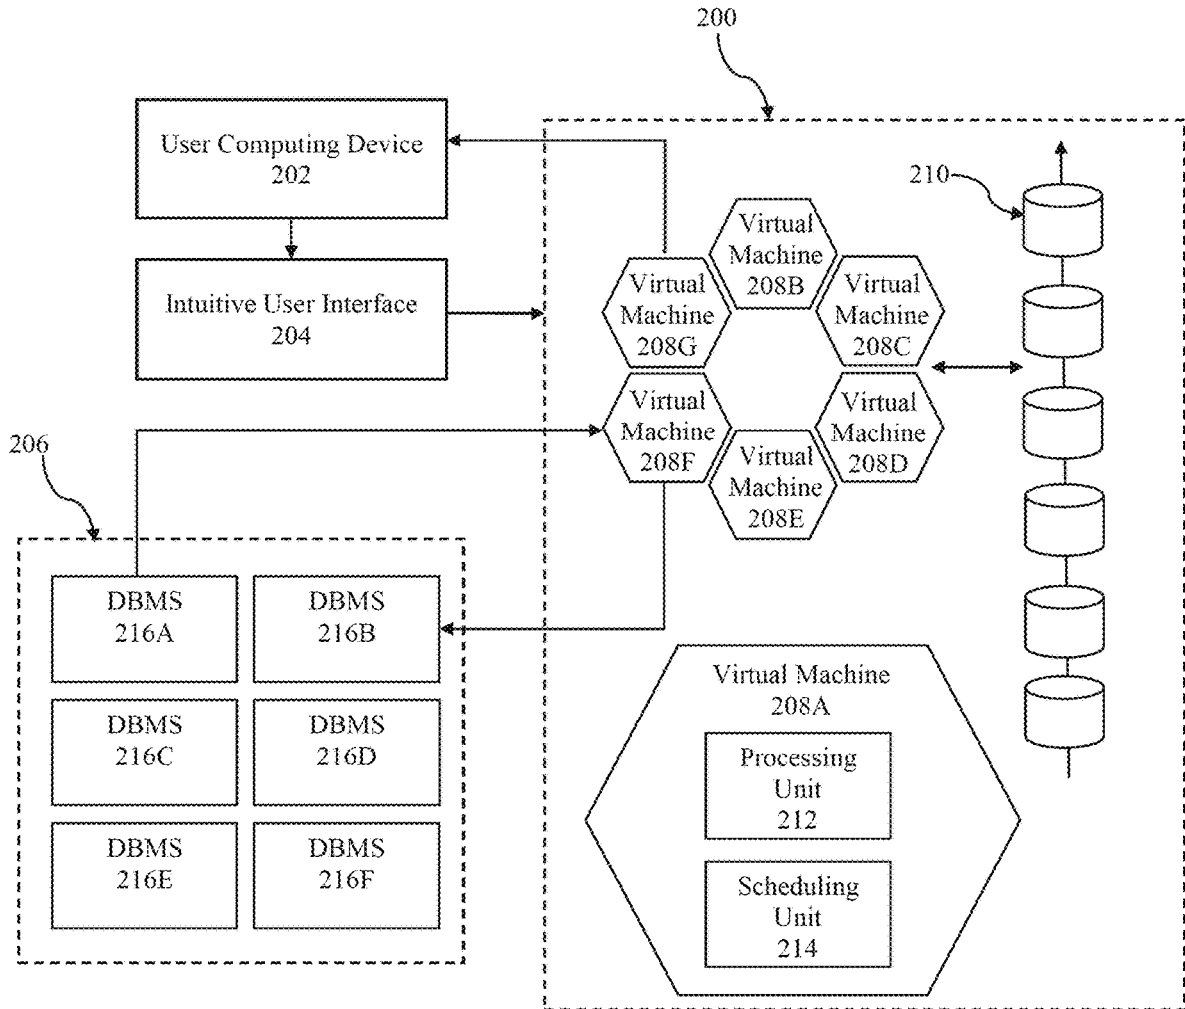 200
User Computing Device
202
210
Virtual
Machine
208B
Intuitive User Interface
204
Virtual
Machine
208G
Virtual
Machine
208C
206
Virtual
Machine
208F
Virtual
Machine
208D
Virtual
Machine
208E
DBMS
216A
DBMS
216B
DBMS
216C
DBMS
216D
DBMS
216E
DBMS
216F
Virtual Machine
208A
Processing
Unit
212
Scheduling
Unit
214